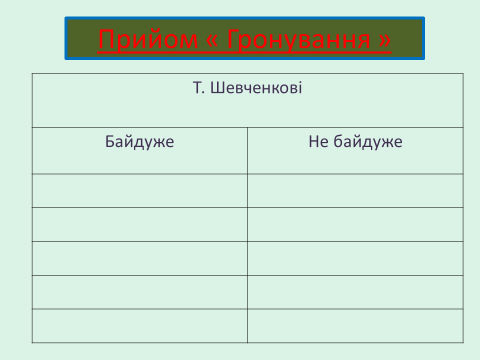 Прийом « Гронування »
Т. Шевченкові
Байдуже
Не байдуже